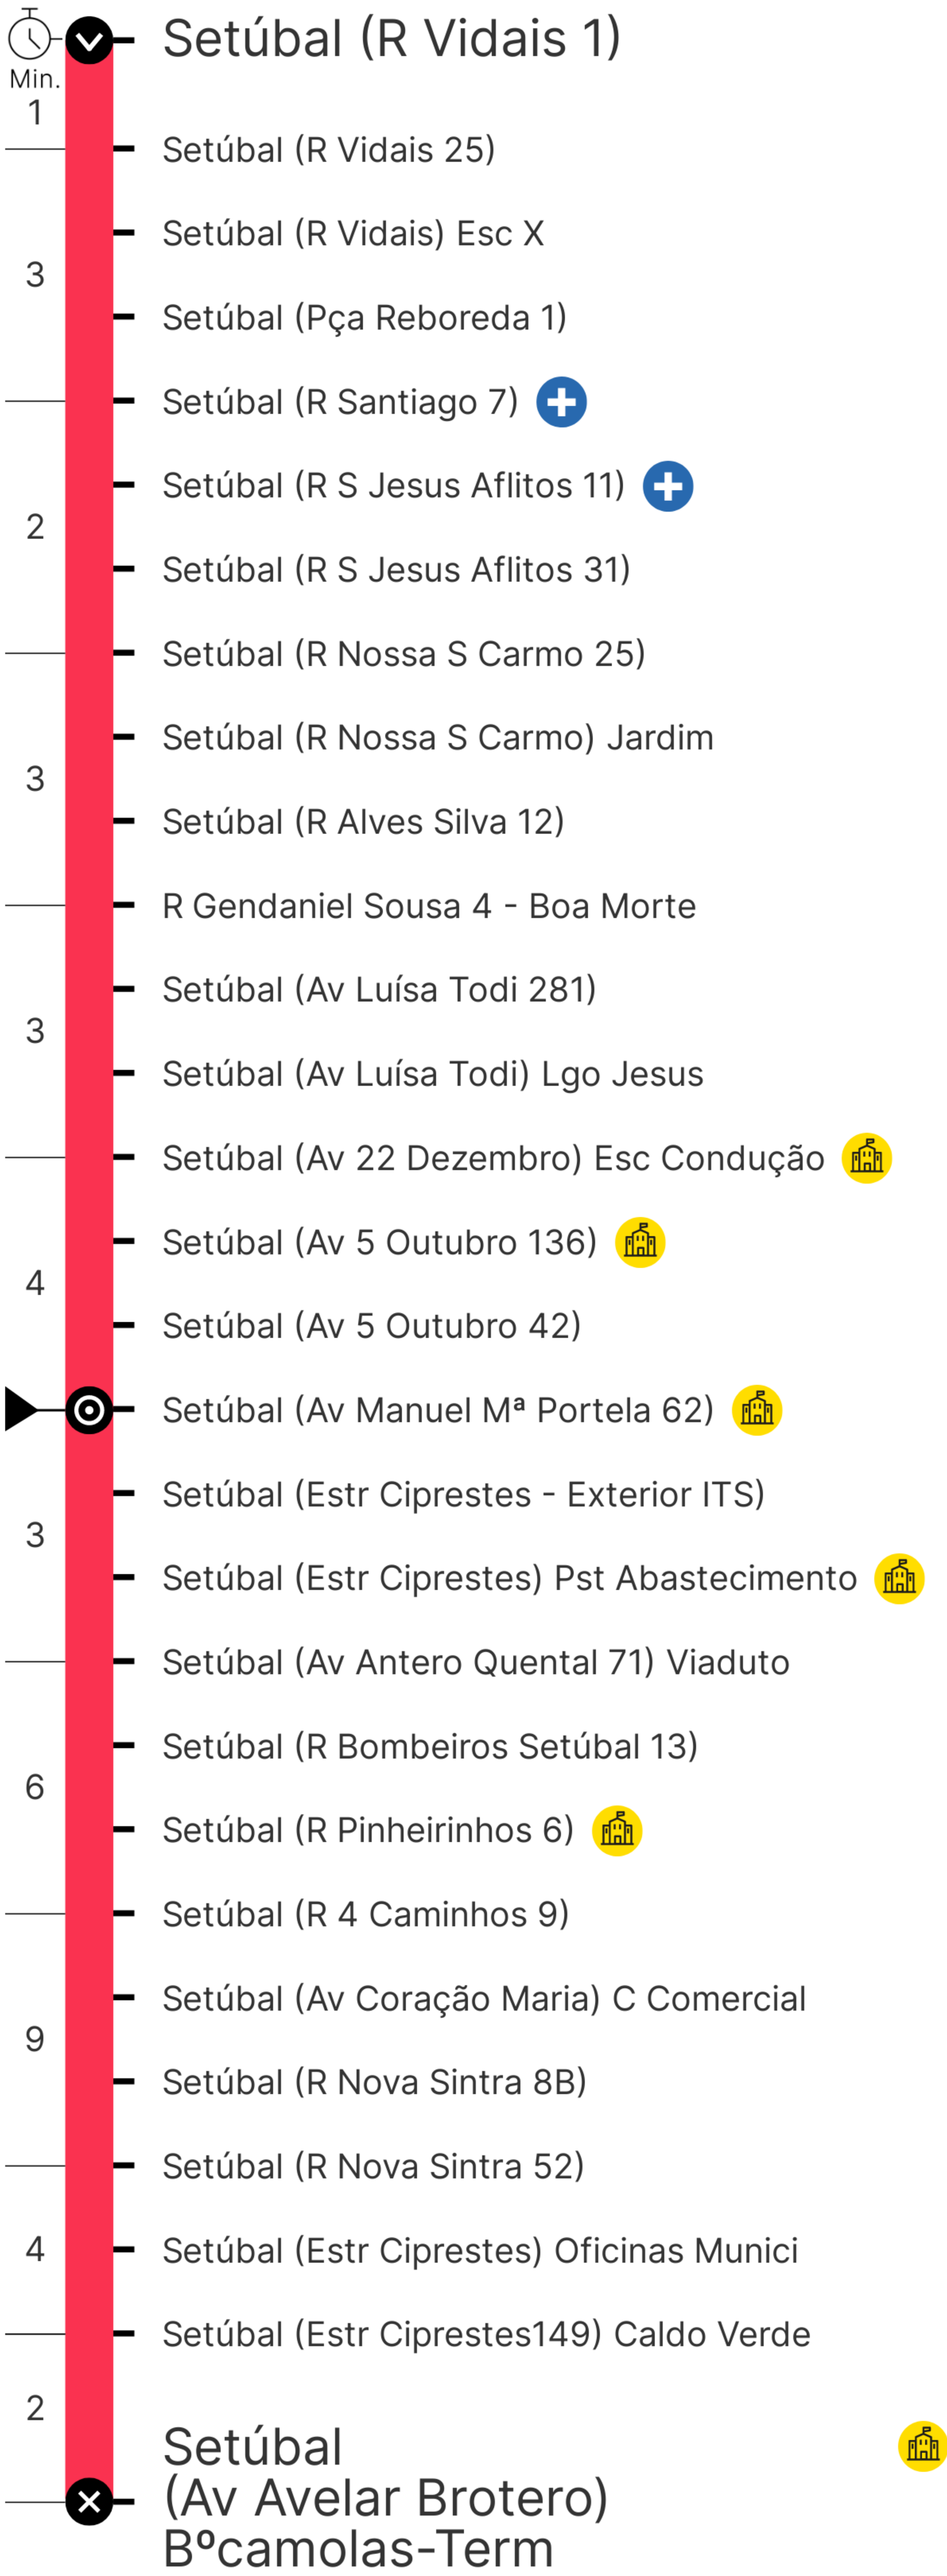 Setúbal (R Vidais 1)
Min.
1
Setúbal (R Vidais 25)
Setúbal (R Vidais) Esc X
3
Setúbal (Pça Reboreda 1)
Setúbal (R Santiago 7)
Setúbal (R S Jesus Aflitos 11)
2
Setúbal (R S Jesus Aflitos 31)
Setúbal (R Nossa S Carmo 25)
Setúbal (R Nossa S Carmo) Jardim
3
Setúbal (R Alves Silva 12)
R Gendaniel Sousa 4 - Boa Morte
Setúbal (Av Luísa Todi 281)
3
Setúbal (Av Luísa Todi) Lgo Jesus
Setúbal (Av 22 Dezembro) Esc Condução
Setúbal (Av 5 Outubro 136)
4
Setúbal (Av 5 Outubro 42)
Setúbal (Av Manuel Mª Portela 62)
Setúbal (Estr Ciprestes - Exterior ITS)
3
Setúbal (Estr Ciprestes) Pst Abastecimento
Setúbal (Av Antero Quental 71) Viaduto
Setúbal (R Bombeiros Setúbal 13)
6
Setúbal (R Pinheirinhos 6)
Setúbal (R 4 Caminhos 9)
Setúbal (Av Coração Maria) C Comercial
9
Setúbal (R Nova Sintra 8B)
Setúbal (R Nova Sintra 52)
4
Setúbal (Estr Ciprestes) Oficinas Munici
Setúbal (Estr Ciprestes149) Caldo Verde
2
Setúbal
(Av Avelar Brotero)
Bºcamolas-Term